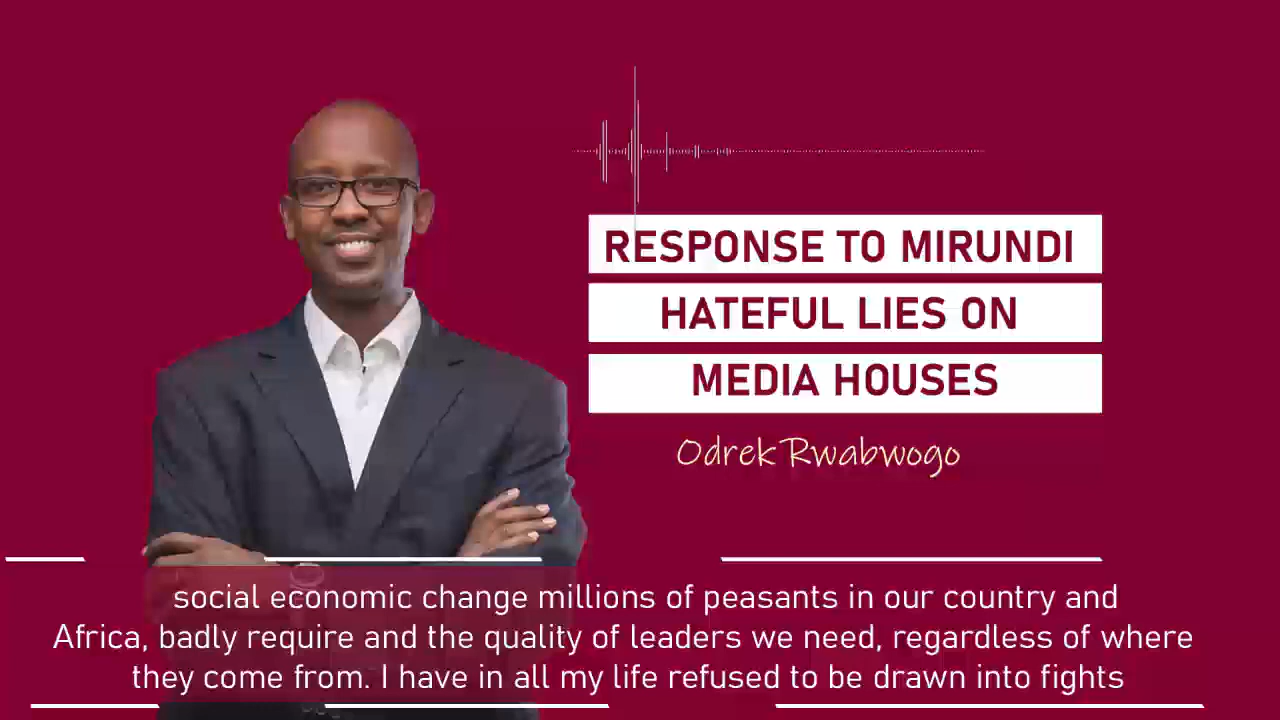 RESPONSE TO MIRUNDI
HATEFUL LIES ON
MEDIA HOUSES
Odrek Rwabwogo
social economic change millions of peasants in our country and
Africa, badly require and the quality of leaders we need, regardless of where
they come from. I have in all my life refused to be drawn into fights